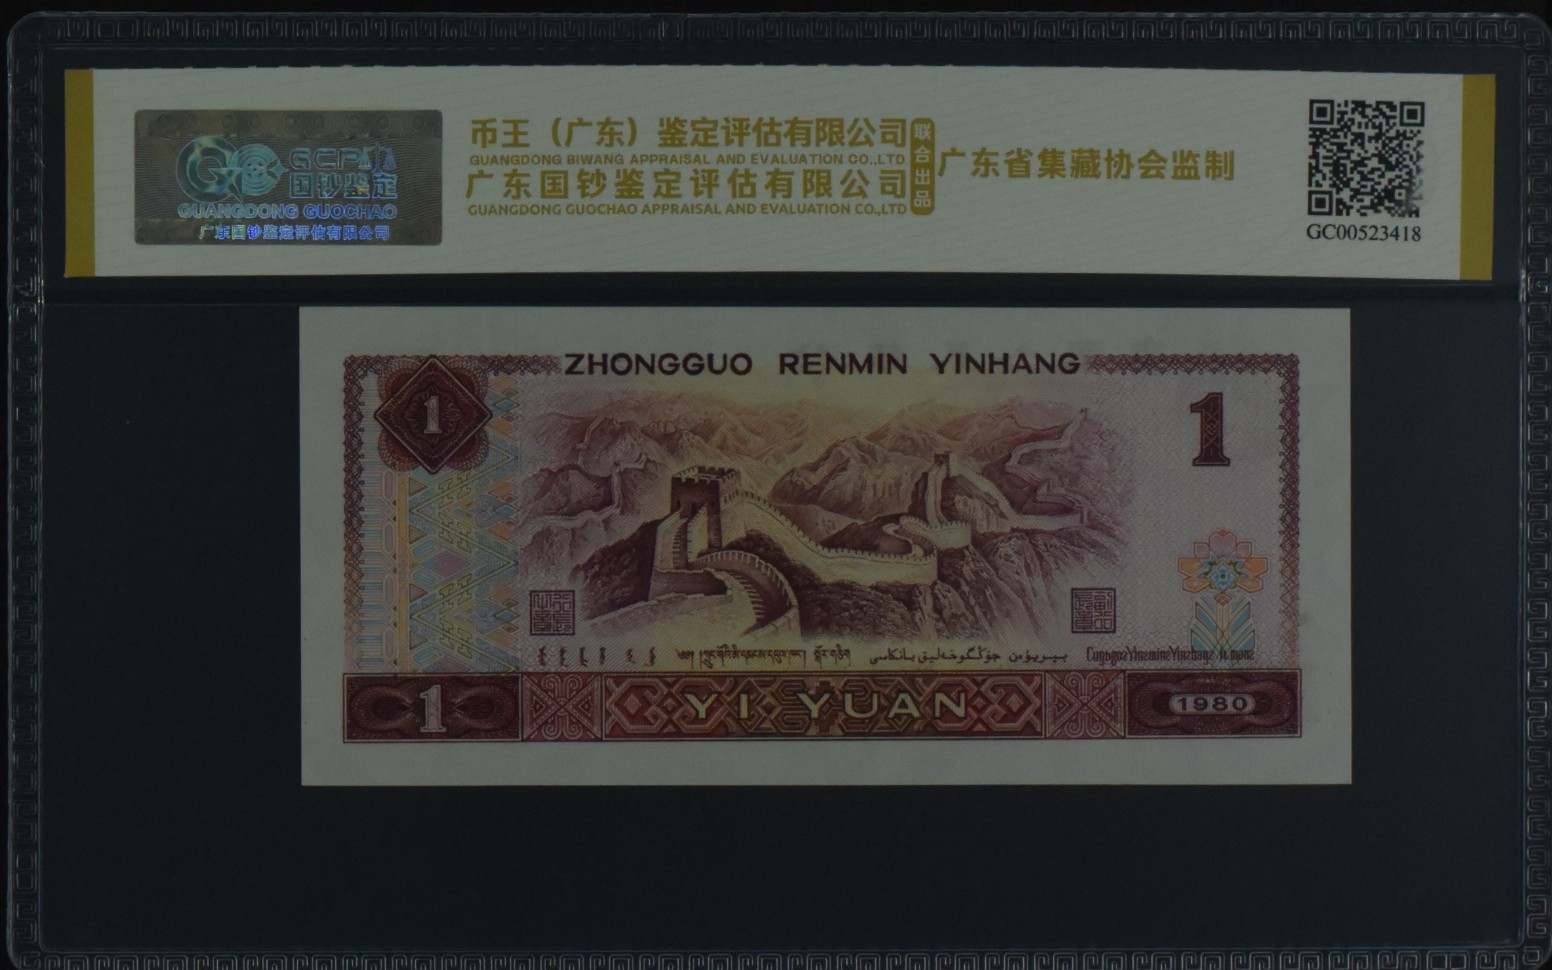 GCPJD
国钞鉴定
GUANGDONG GUOCHAO
广东国钞鉴定有限公司
币王（广东）鉴定评估有限公司
GUANGDONG BIWANG APPRAISAL AND EVALUATION CO.,LTD
广东国钞鉴定评估有限公司
GUANGDONG GUOCHAO APPRAISAL AND EVALUATION CO.,LTD
联合出品
广东省集藏协会监制
GC00523418
ZHONGGUO RENMIN YINHANG
1
1
1
YI YUAN
1980